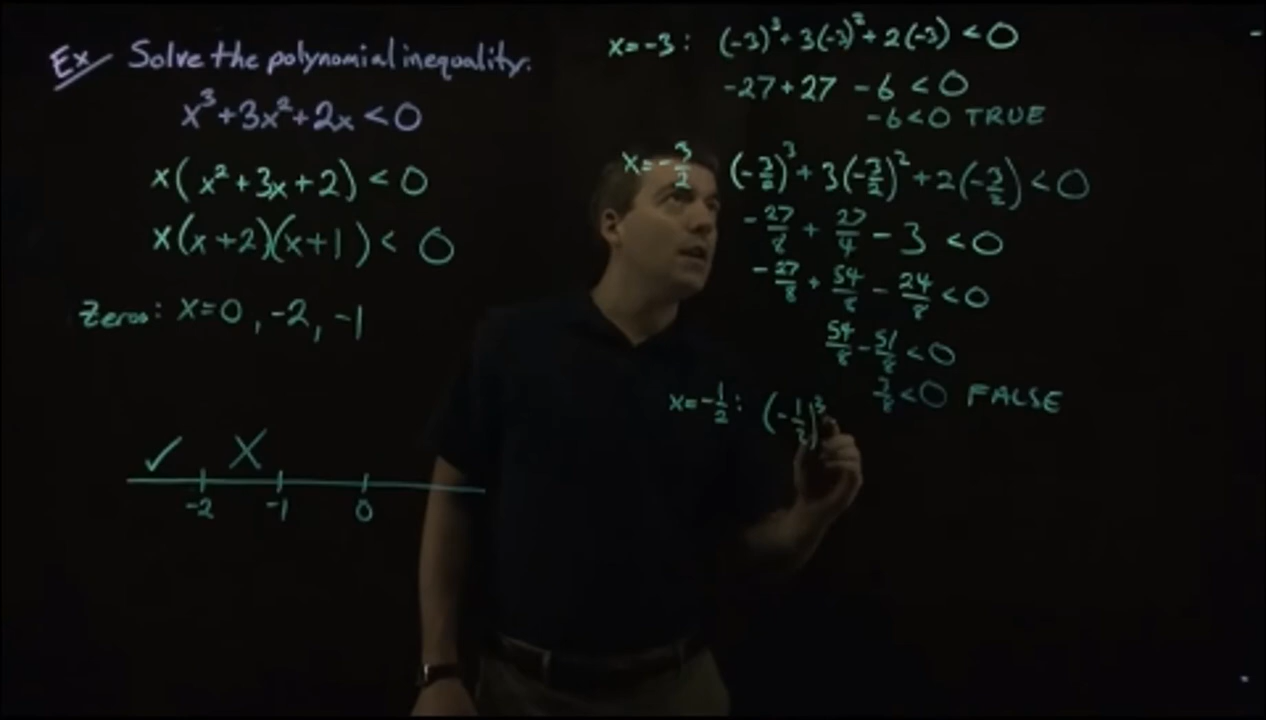 Ex Solve the polynomial inequality.
x³+3x²+2x<0
x(x²+3x+2)<0
x(x+2)(x+1)<0
Zeros: x=0, -2, -1
✓ X
-2 -1 0
x=-3: (-3)³+3(-3)²+2(-3)<0
-27+27 -6<0
-6<0 TRUE
x=-3/2 (-3/2)³+3(-3/2)²+2(-3/2)<0
-27/8+27/4-3<0
-27/8+54/8-24/8<0
54/8-51/8<0
3/8<0 FALSE
x=-1/2: (-1/2)³